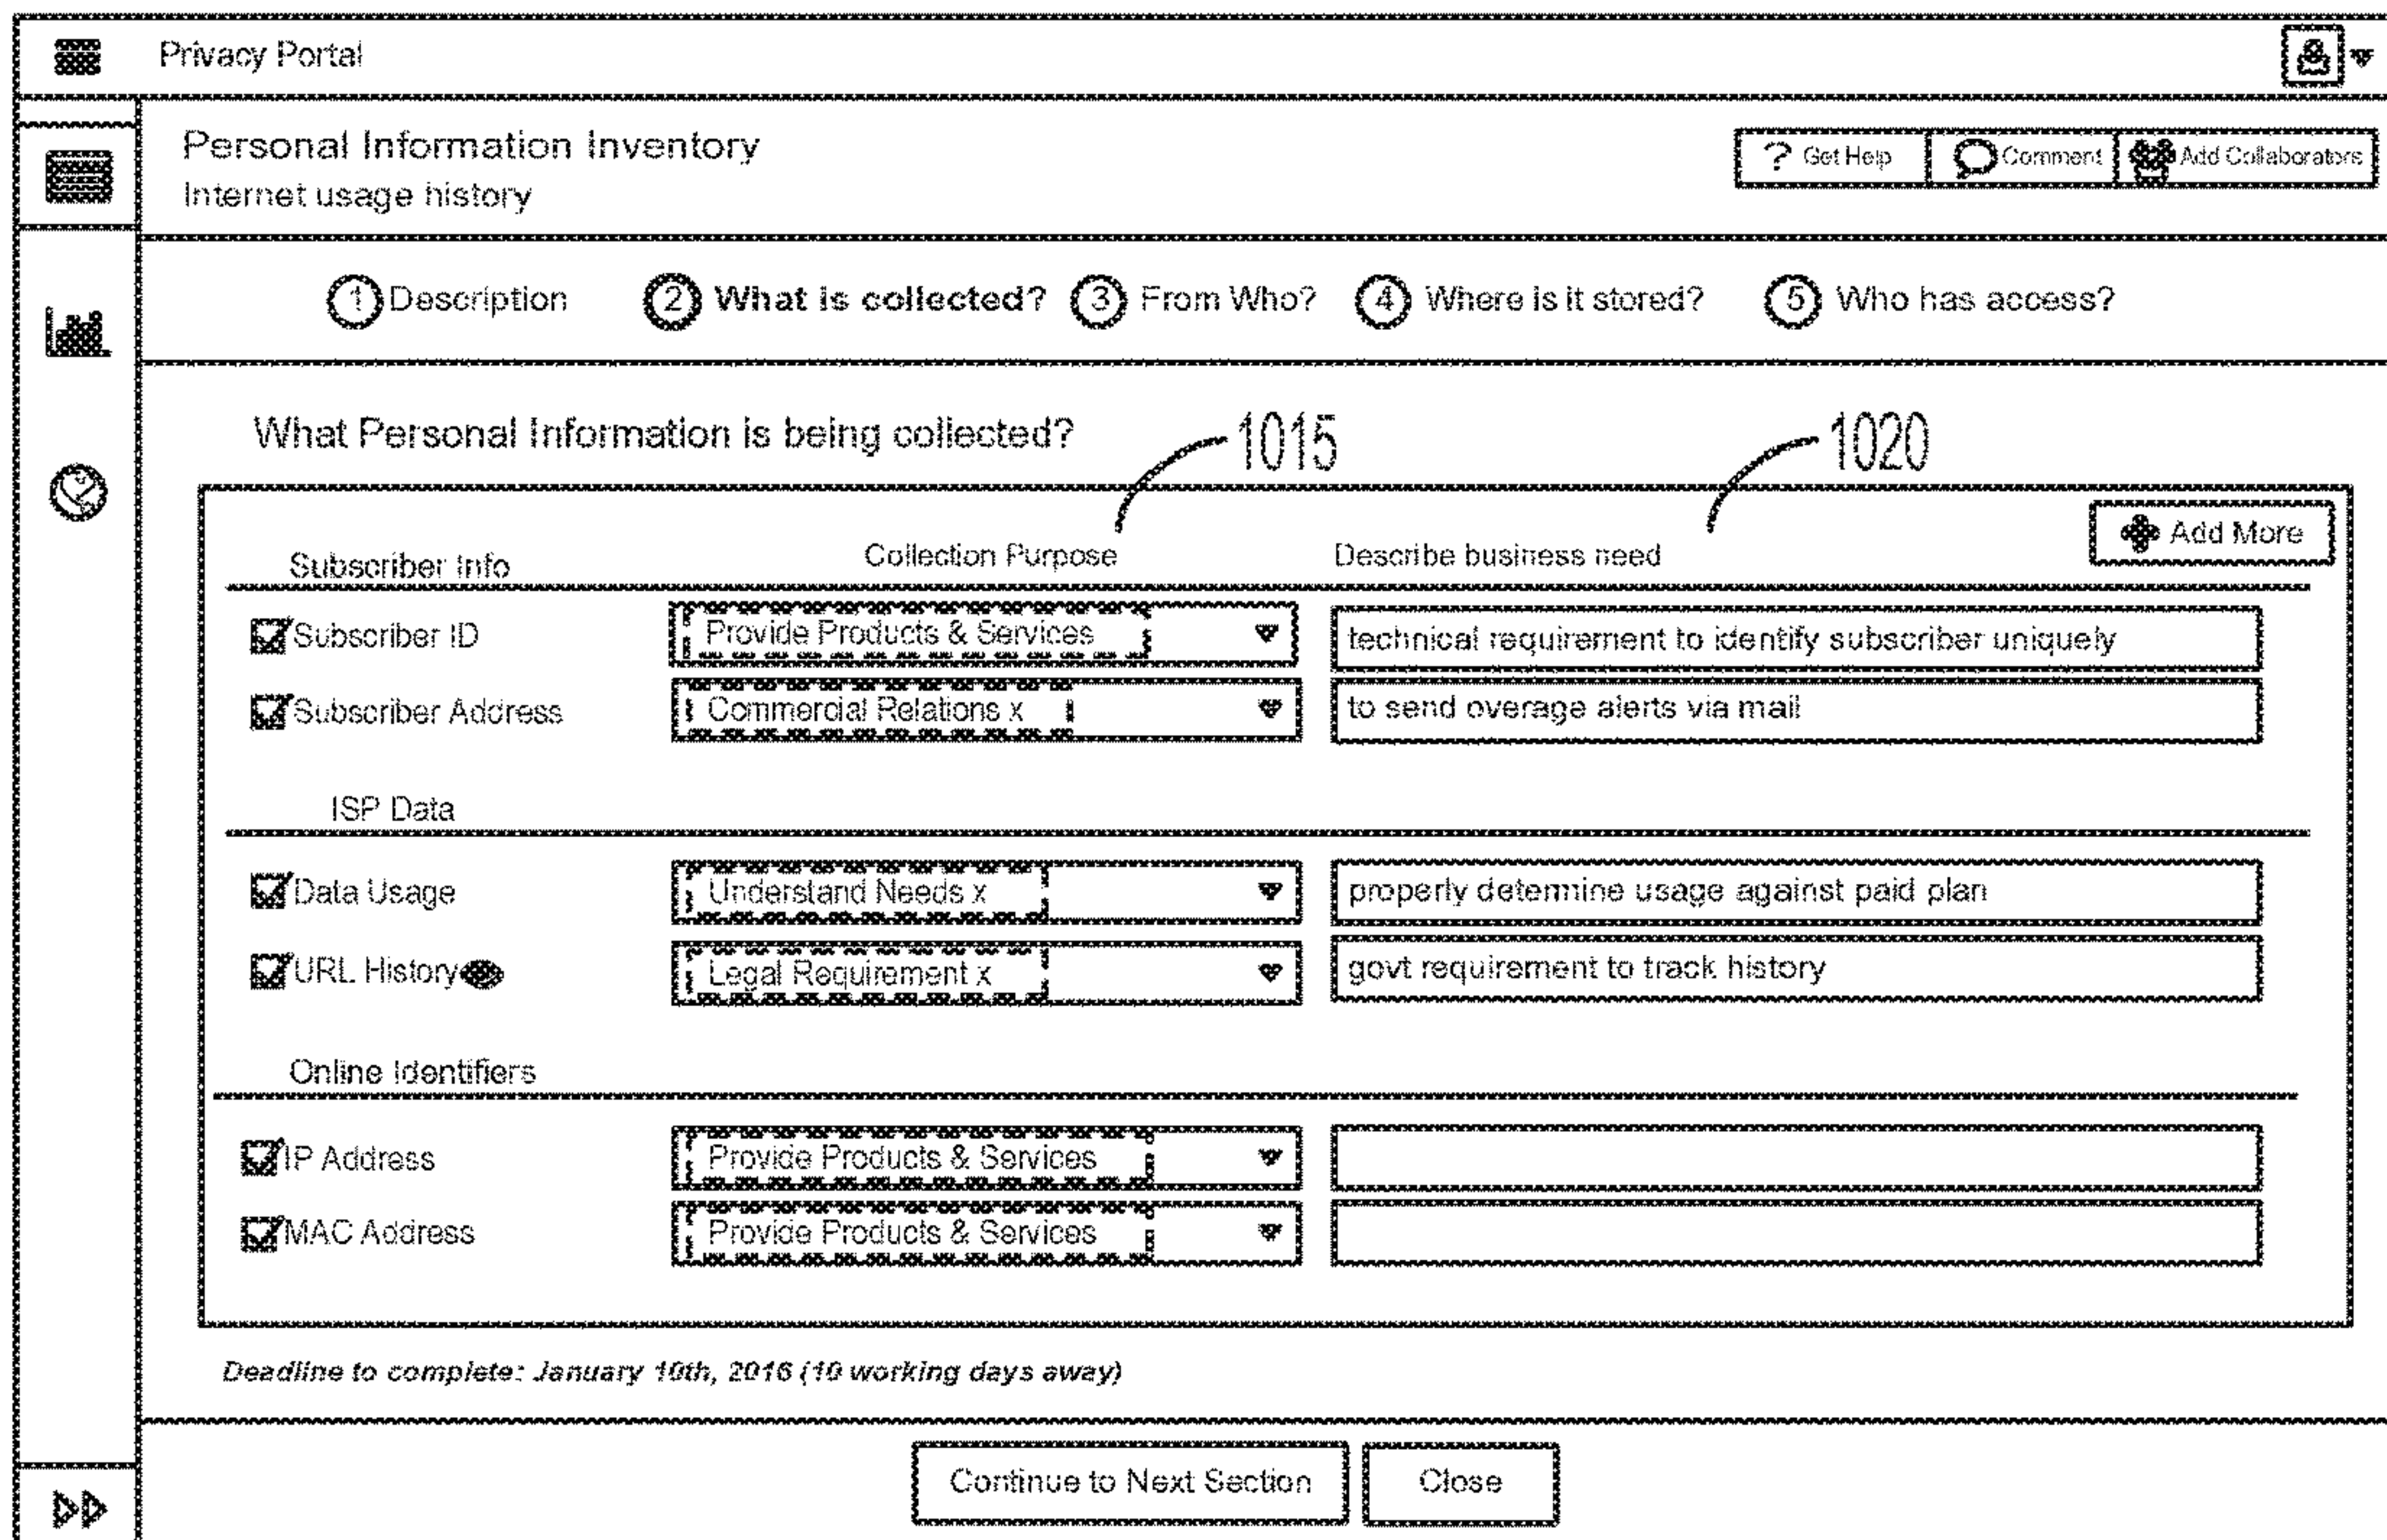 Privacy Portal
Personal Information Inventory
Internet usage history
? Get Help Comment Add Collaborators
1 Description 2 What is collected? 3 From Who? 4 Where is it stored? 5 Who has access?
What Personal Information is being collected? 1015 1020
Add More
Subscriber Info Collection Purpose Describe business need
Subscriber ID Provide Products & Services technical requirement to identify subscriber uniquely
Subscriber Address Commercial Relations x to send overage alerts via mail
ISP Data
Data Usage Understand Needs x properly determine usage against paid plan
URL History Legal Requirement x govt requirement to track history
Online Identifiers
IP Address Provide Products & Services
MAC Address Provide Products & Services
Deadline to complete: January 10th, 2016 (10 working days away)
Continue to Next Section Close